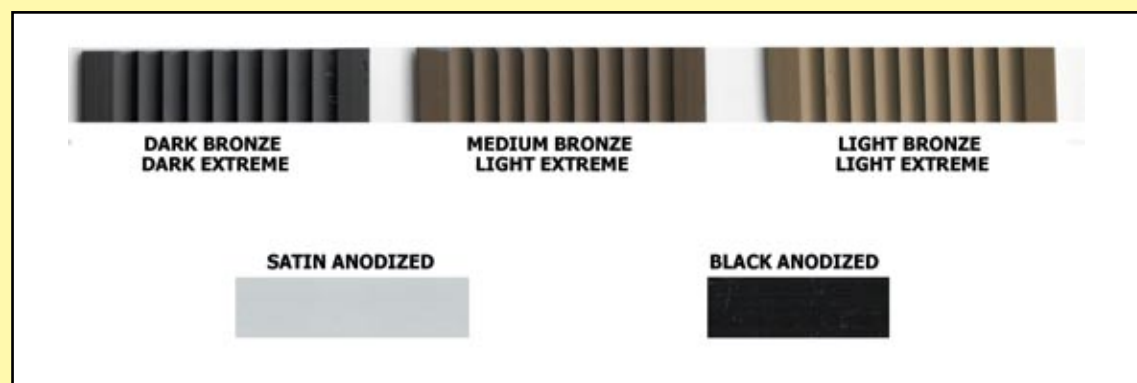 DARK BRONZE
DARK EXTREME
MEDIUM BRONZE
LIGHT EXTREME
LIGHT BRONZE
LIGHT EXTREME
SATIN ANODIZED
BLACK ANODIZED